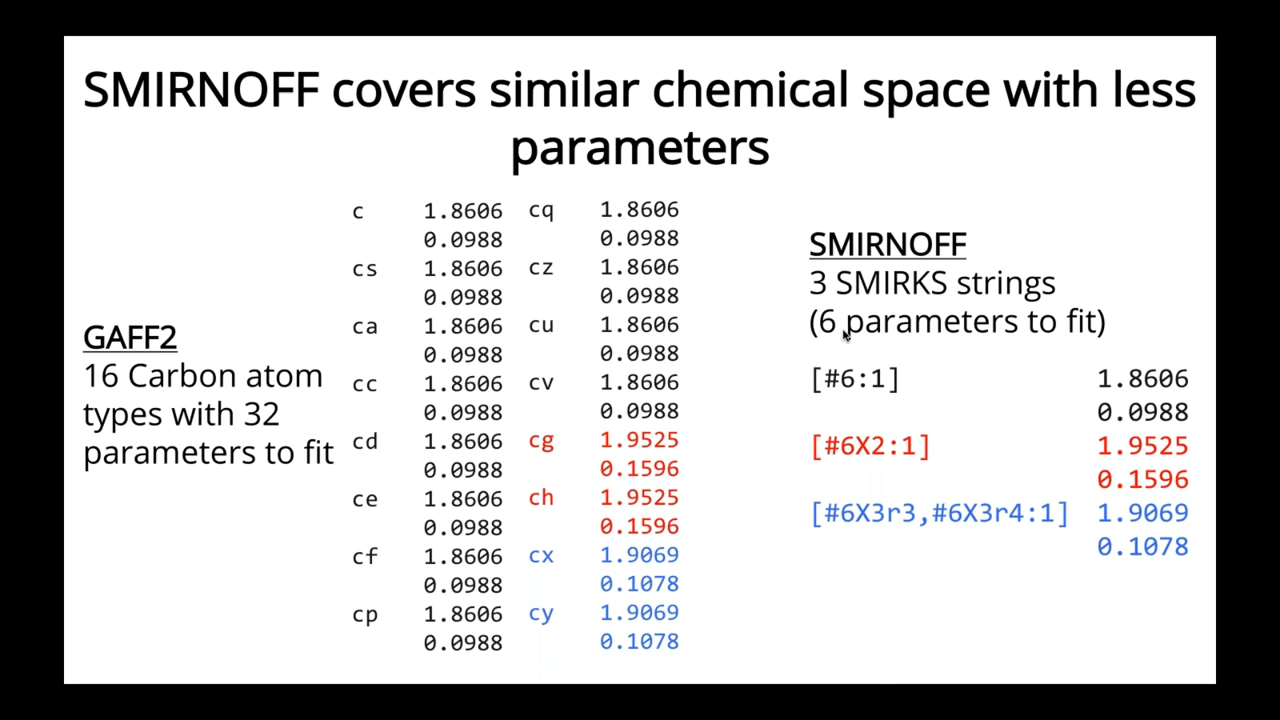 SMIRNOFF covers similar chemical space with less
parameters
GAFF2
16 Carbon atom
types with 32
parameters to fit
c 1.8606 cq 1.8606
0.0988 0.0988
cs 1.8606 cz 1.8606
0.0988 0.0988
ca 1.8606 cu 1.8606
0.0988 0.0988
cc 1.8606 cv 1.8606
0.0988 0.0988
cd 1.8606 cg 1.9525
0.0988 0.1596
ce 1.8606 ch 1.9525
0.0988 0.1596
cf 1.8606 cx 1.9069
0.0988 0.1078
cp 1.8606 cy 1.9069
0.0988 0.1078
SMIRNOFF
3 SMIRKS strings
(6 parameters to fit)
[#6:1] 1.8606
0.0988
[#6X2:1] 1.9525
0.1596
[#6X3r3,#6X3r4:1] 1.9069
0.1078